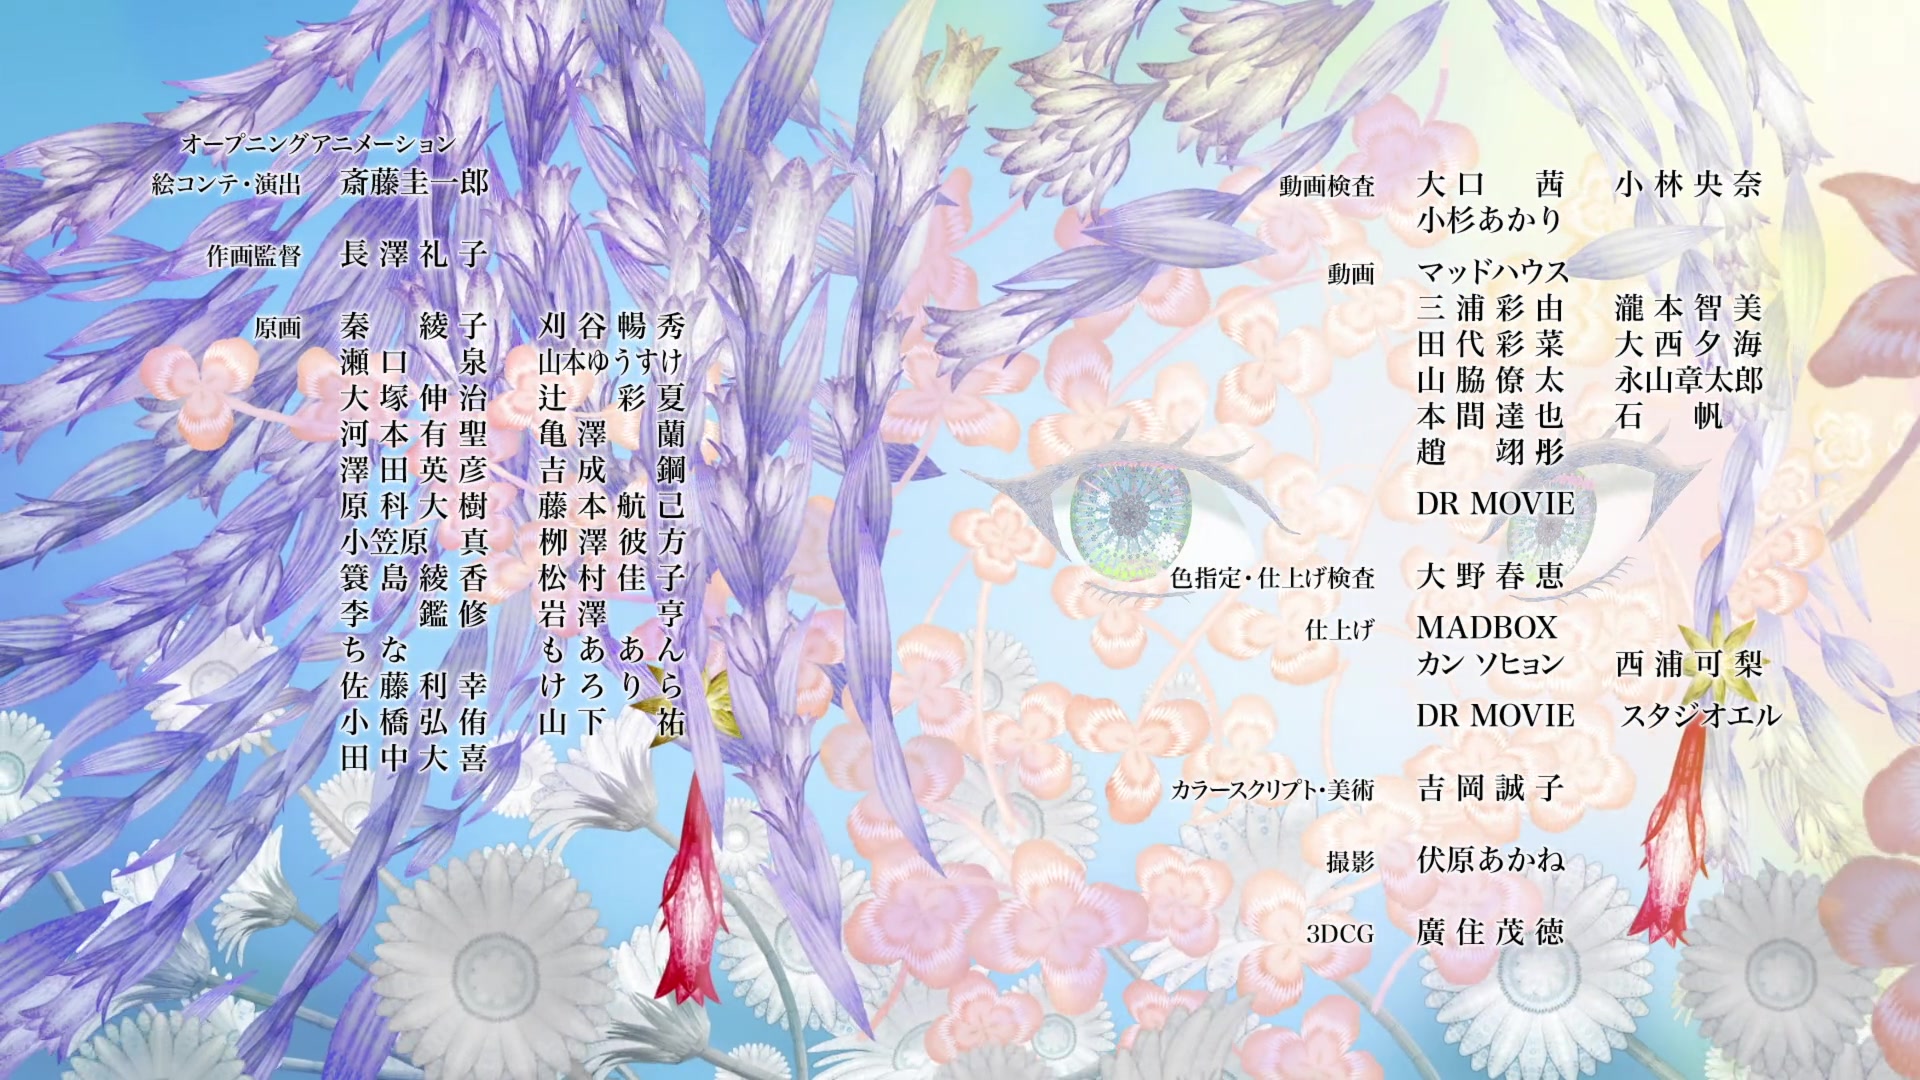 オープニングアニメーション
絵コンテ・演出 斎藤圭一郎
作画監督 長澤礼子
原画 秦綾子 刈谷暢秀
瀬口泉 山本ゆうすけ
大塚伸治 辻彩夏
河本有聖 亀澤蘭
澤田英彦 吉成鋼
原科大樹 藤本航己
小笠原真 栁澤彼方
簑島綾香 松村佳子
李鑑修 岩澤亨
ちな もああん
佐藤利幸 けろりら
小橋弘侑 山下祐
田中大喜
動画検査 大口茜 小林央奈
小杉あかり
動画 マッドハウス
三浦彩由 瀧本智美
田代彩菜 大西夕海
山脇僚太 永山章太郎
本間達也 石帆
趙翊彤
DR MOVIE
色指定・仕上げ検査 大野春恵
仕上げ MADBOX
カン ソヒョン 西浦可梨
DR MOVIE スタジオエル
カラースクリプト・美術 吉岡誠子
撮影 伏原あかね
3DCG 廣住茂徳